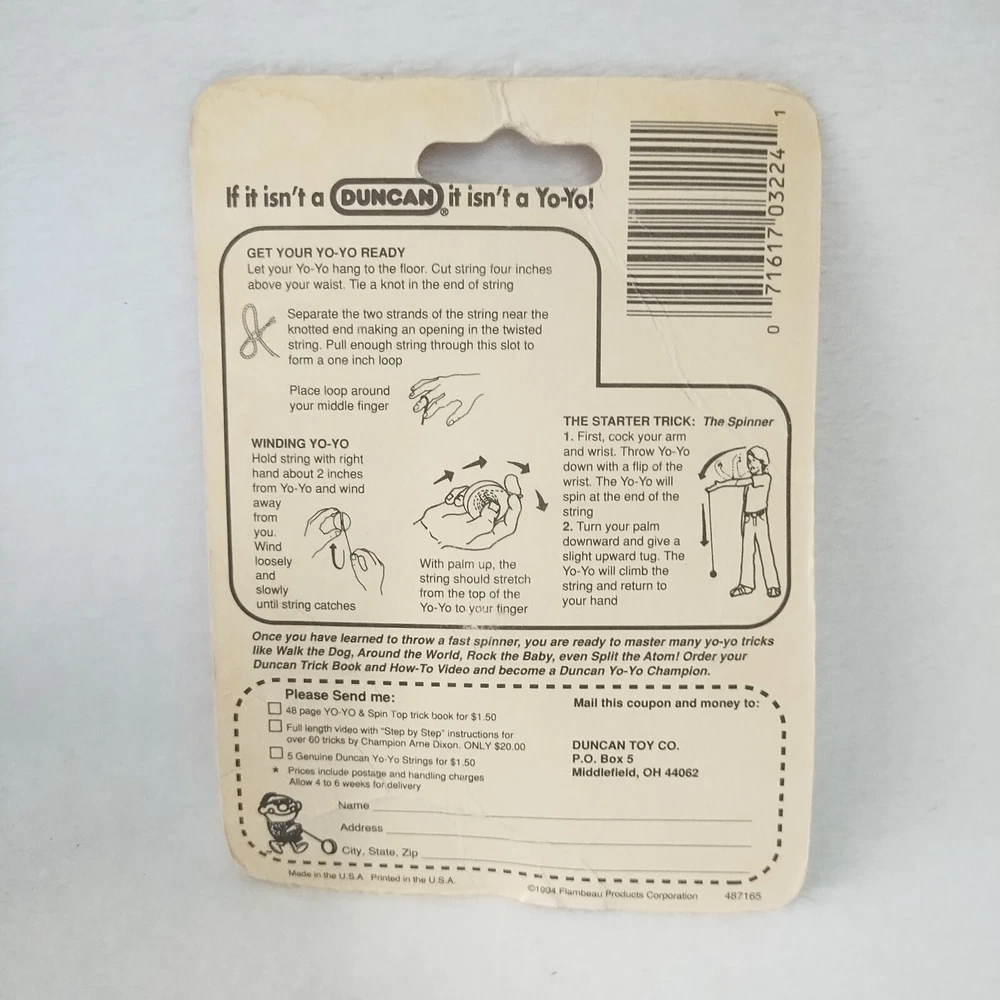 If it isn't a DUNCAN® it isn't a Yo-Yo!
0 71617 03224 1
GET YOUR YO-YO READY
Let your Yo-Yo hang to the floor. Cut string four inches
above your waist. Tie a knot in the end of string
Separate the two strands of the string near the
knotted end making an opening in the twisted
string. Pull enough string through this slot to
form a one inch loop
Place loop around
your middle finger
WINDING YO-YO
Hold string with right
hand about 2 inches
from Yo-Yo and wind
away
from
you.
Wind
loosely
and
slowly
until string catches
With palm up, the
string should stretch
from the top of the
Yo-Yo to your finger
THE STARTER TRICK: The Spinner
1. First, cock your arm
and wrist. Throw Yo-Yo
down with a flip of the
wrist. The Yo-Yo will
spin at the end of the
string
2. Turn your palm
downward and give a
slight upward tug. The
Yo-Yo will climb the
string and return to
your hand
Once you have learned to throw a fast spinner, you are ready to master many yo-yo tricks
like Walk the Dog, Around the World, Rock the Baby, even Split the Atom! Order your
Duncan Trick Book and How-To Video and become a Duncan Yo-Yo Champion.
Please Send me:
48 page YO-YO & Spin Top trick book for $1.50
Full length video with "Step by Step" instructions for
over 60 tricks by Champion Arne Dixon. ONLY $20.00
5 Genuine Duncan Yo-Yo Strings for $1.50
* Prices include postage and handling charges
Allow 4 to 6 weeks for delivery
Mail this coupon and money to:
DUNCAN TOY CO.
P.O. Box 5
Middlefield, OH 44062
Name
Address
City, State, Zip
Made in the U.S.A. Printed in the U.S.A.
©1994 Flambeau Products Corporation
487165